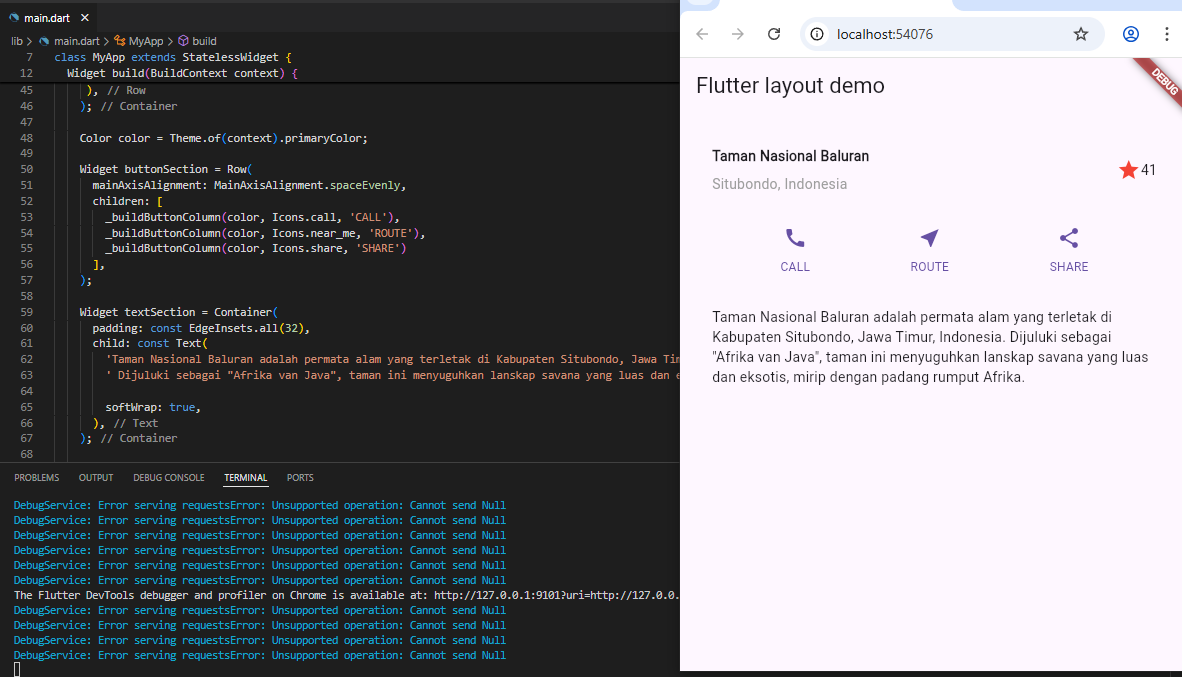 main.dart
lib > main.dart > MyApp > build
7 class MyApp extends StatelessWidget {
12 Widget build(BuildContext context) {
45 ), // Row
46 ); // Container
47
48 Color color = Theme.of(context).primaryColor;
49
50 Widget buttonSection = Row(
51 mainAxisAlignment: MainAxisAlignment.spaceEvenly,
52 children: [
53 _buildButtonColumn(color, Icons.call, 'CALL'),
54 _buildButtonColumn(color, Icons.near_me, 'ROUTE'),
55 _buildButtonColumn(color, Icons.share, 'SHARE')
56 ],
57 );
58
59 Widget textSection = Container(
60 padding: const EdgeInsets.all(32),
61 child: const Text(
62 'Taman Nasional Baluran adalah permata alam yang terletak di Kabupaten Situbondo, Jawa Tim
63 ' Dijuluki sebagai "Afrika van Java", taman ini menyuguhkan lanskap savana yang luas dan e
64
65 softWrap: true,
66 ), // Text
67 ); // Container
68
PROBLEMS OUTPUT DEBUG CONSOLE TERMINAL PORTS
DebugService: Error serving requestsError: Unsupported operation: Cannot send Null
DebugService: Error serving requestsError: Unsupported operation: Cannot send Null
DebugService: Error serving requestsError: Unsupported operation: Cannot send Null
DebugService: Error serving requestsError: Unsupported operation: Cannot send Null
DebugService: Error serving requestsError: Unsupported operation: Cannot send Null
DebugService: Error serving requestsError: Unsupported operation: Cannot send Null
The Flutter DevTools debugger and profiler on Chrome is available at: http://127.0.0.1:9101?uri=http://127.0.0.
DebugService: Error serving requestsError: Unsupported operation: Cannot send Null
DebugService: Error serving requestsError: Unsupported operation: Cannot send Null
DebugService: Error serving requestsError: Unsupported operation: Cannot send Null
DebugService: Error serving requestsError: Unsupported operation: Cannot send Null
localhost:54076
DEBUG
Flutter layout demo
Taman Nasional Baluran
Situbondo, Indonesia
41
CALL ROUTE SHARE
Taman Nasional Baluran adalah permata alam yang terletak di
Kabupaten Situbondo, Jawa Timur, Indonesia. Dijuluki sebagai
"Afrika van Java", taman ini menyuguhkan lanskap savana yang luas
dan eksotis, mirip dengan padang rumput Afrika.